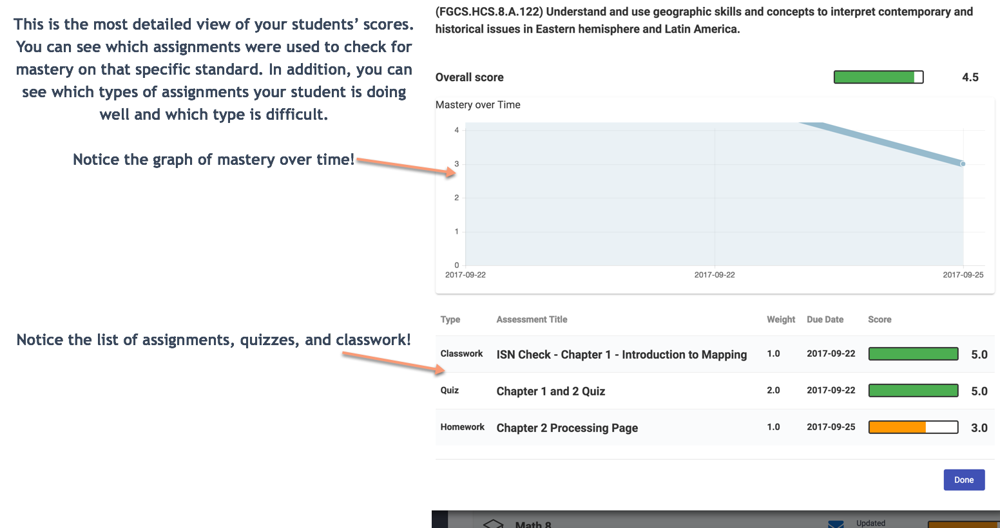 This is the most detailed view of your students’ scores.
You can see which assignments were used to check for
mastery on that specific standard. In addition, you can
see which types of assignments your student is doing
well and which type is difficult.
Notice the graph of mastery over time!
Notice the list of assignments, quizzes, and classwork!
(FGCS.HCS.8.A.122) Understand and use geographic skills and concepts to interpret contemporary and
historical issues in Eastern hemisphere and Latin America.
Overall score 4.5
Mastery over Time
4
3
2
1
0
2017-09-22 2017-09-22 2017-09-25
Type Assessment Title Weight Due Date Score
Classwork ISN Check - Chapter 1 - Introduction to Mapping 1.0 2017-09-22 5.0
Quiz Chapter 1 and 2 Quiz 2.0 2017-09-22 5.0
Homework Chapter 2 Processing Page 1.0 2017-09-25 3.0
Done
Math 8 Updated